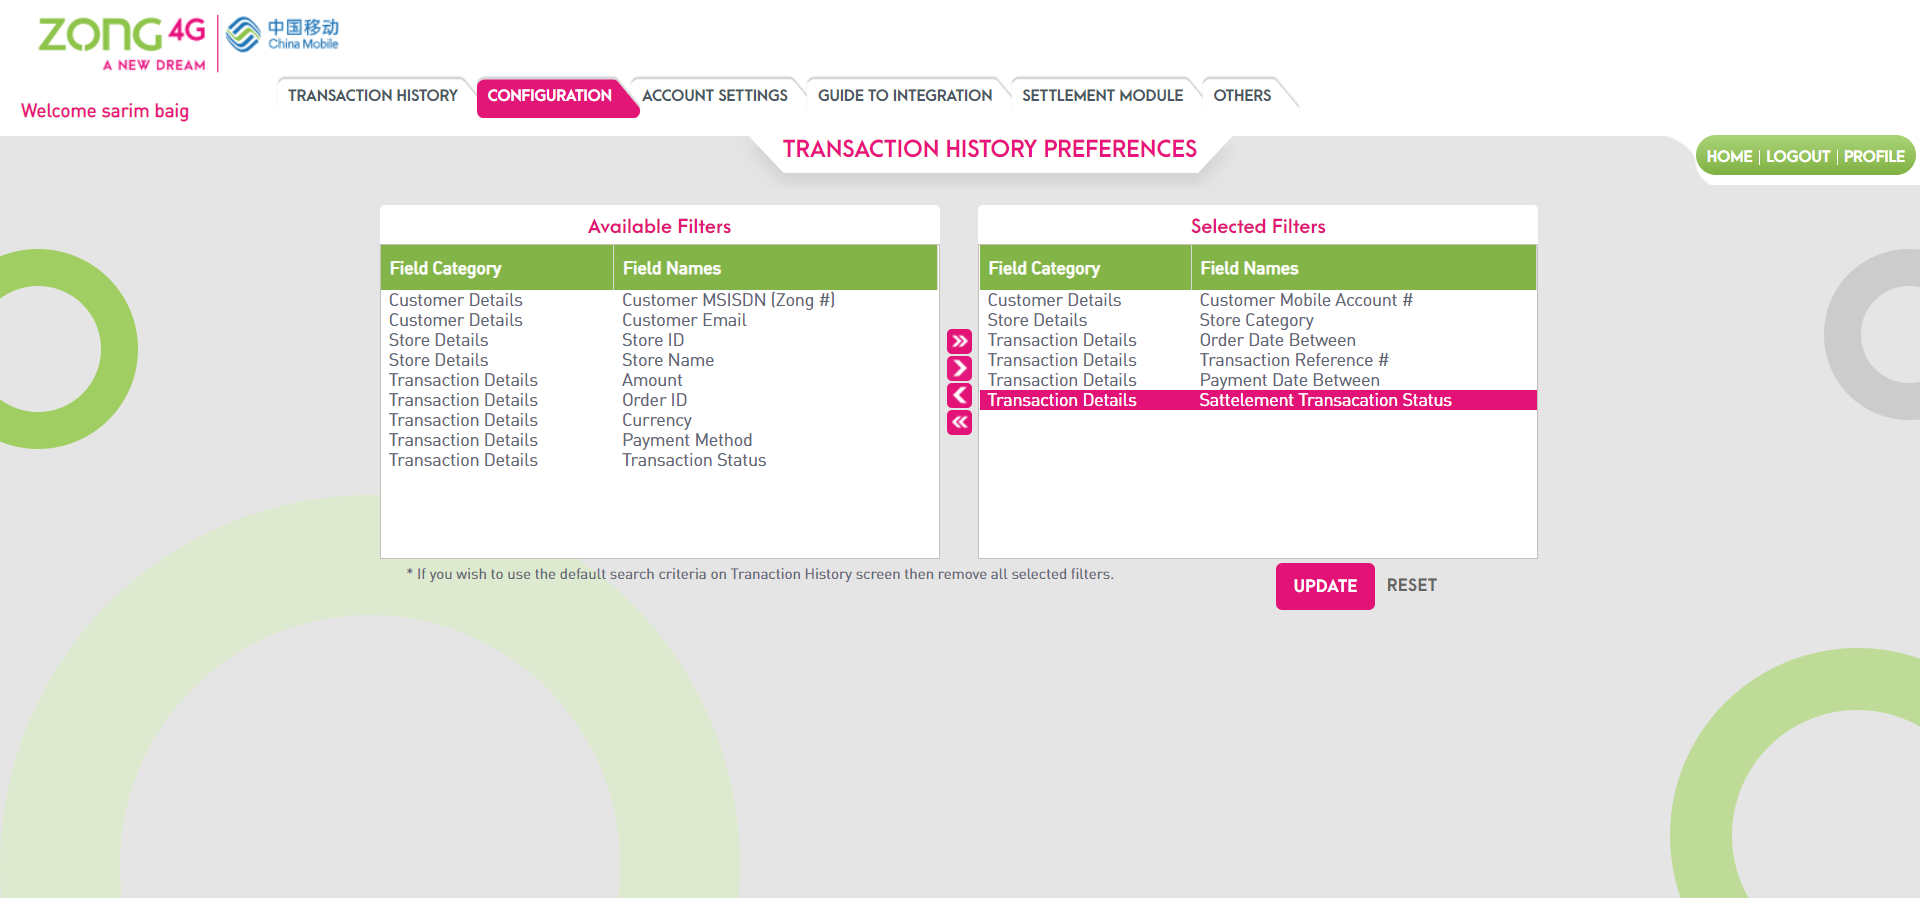 ZONG 4G
A NEW DREAM
中国移动
China Mobile
Welcome sarim baig
TRANSACTION HISTORY CONFIGURATION ACCOUNT SETTINGS GUIDE TO INTEGRATION SETTLEMENT MODULE OTHERS
TRANSACTION HISTORY PREFERENCES
HOME | LOGOUT | PROFILE
Available Filters
Field Category Field Names
Customer Details Customer MSISDN (Zong #)
Customer Details Customer Email
Store Details Store ID
Store Details Store Name
Transaction Details Amount
Transaction Details Order ID
Transaction Details Currency
Transaction Details Payment Method
Transaction Details Transaction Status
Selected Filters
Field Category Field Names
Customer Details Customer Mobile Account #
Store Details Store Category
Transaction Details Order Date Between
Transaction Details Transaction Reference #
Transaction Details Payment Date Between
Transaction Details Sattelement Transacation Status
* If you wish to use the default search criteria on Tranaction History screen then remove all selected filters.
UPDATE RESET